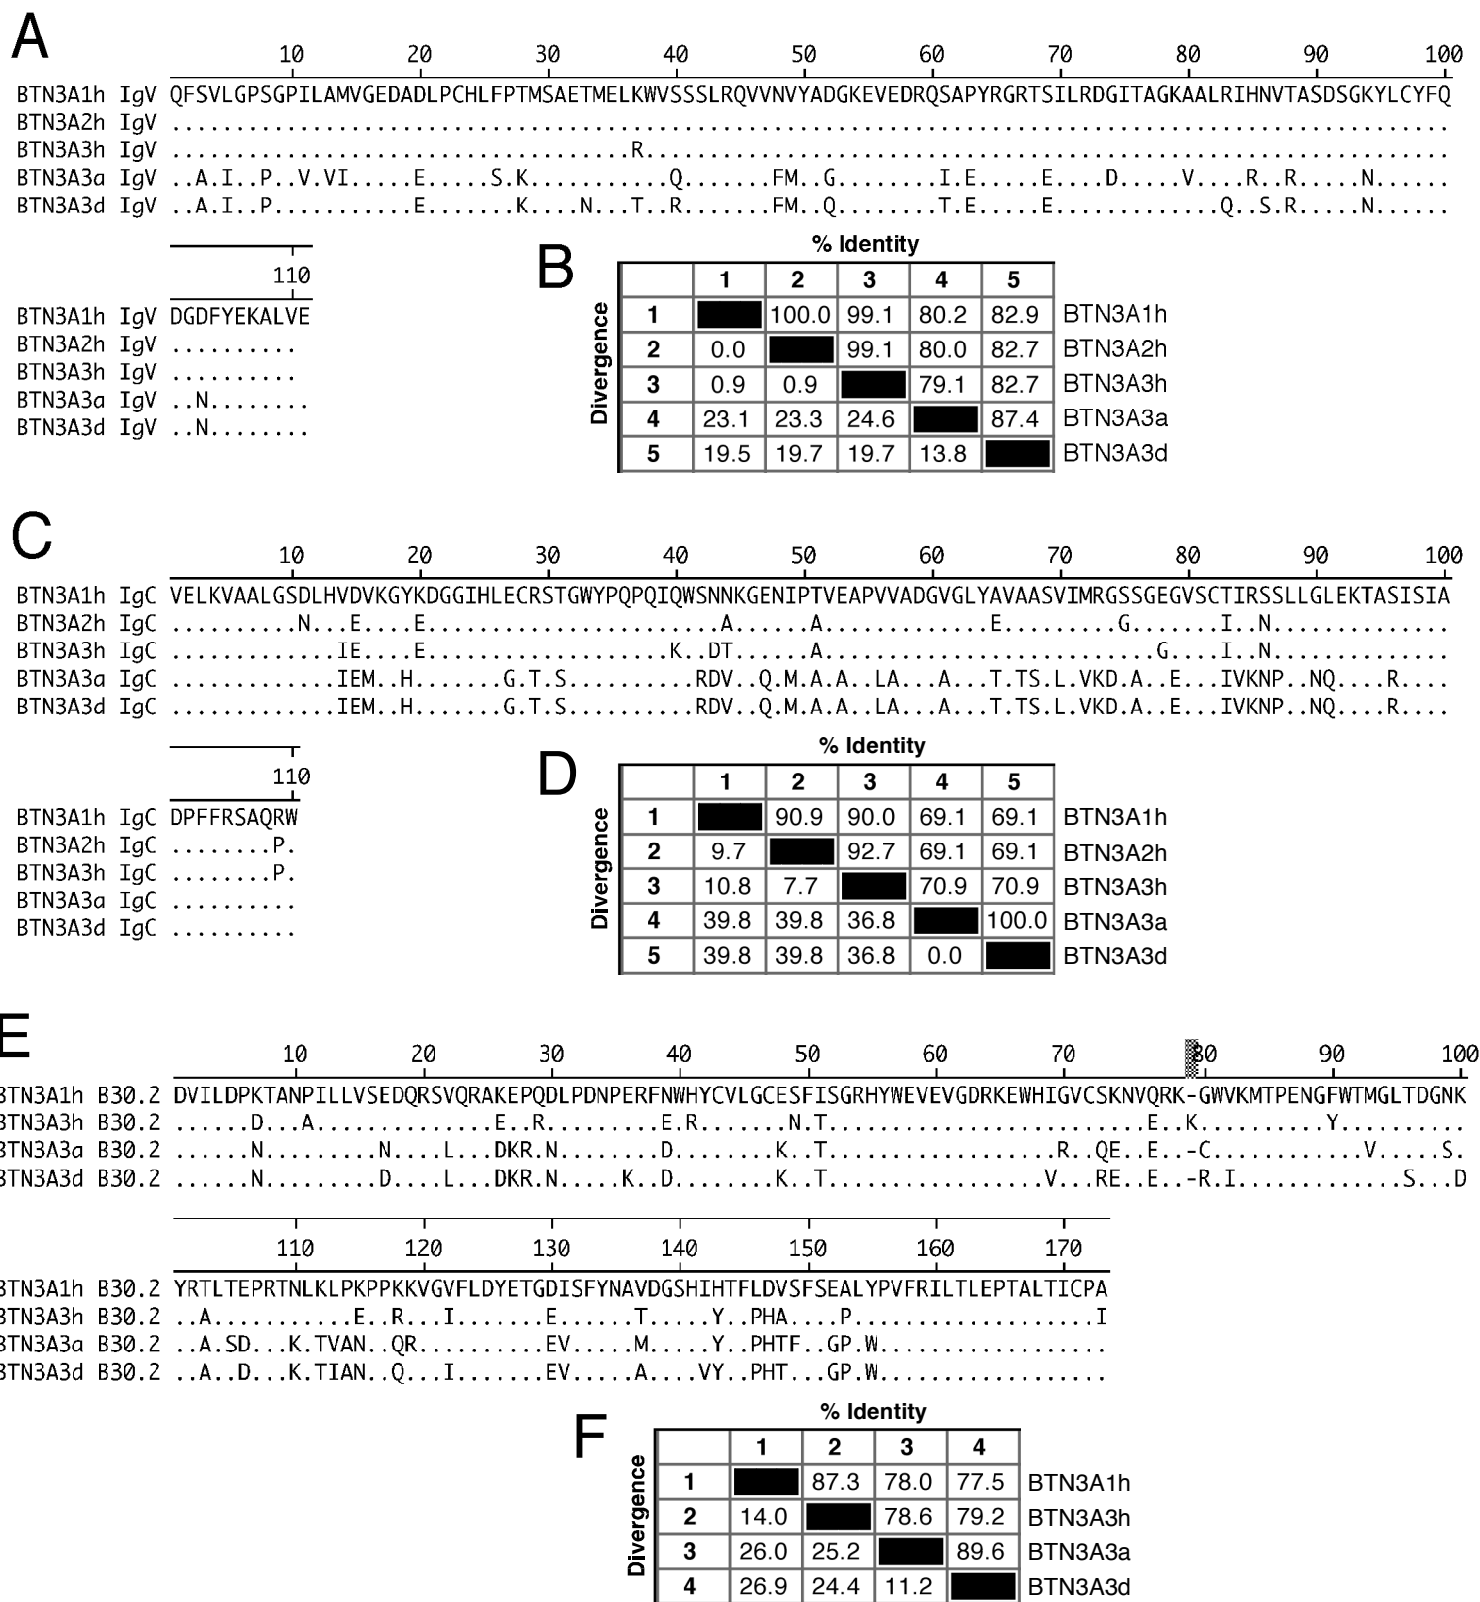 A
10 20 30 40 50 60 70 80 90 100
BTN3A1h IgV QFSVLGPSGPILAMVGEDADLPCHLFPTMSAETMELKWVSSSLRQVVNVYADGKEVEDRQSAPYRGRTSILRDGITAGKAALRIHNVTASDSGKYLCYFQ
BTN3A2h IgV ....................................................................................................
BTN3A3h IgV ....................................R...............................................................
BTN3A3a IgV ..A.I..P..V.VI.....E.....S.K...........Q.......FM..G........I.E.....E....D.....V....R..R.....N......
BTN3A3d IgV ..A.I..P...........E.......K....N...T..R.......FM..Q........T.E.....E.............Q..S.R.....N......
110
BTN3A1h IgV DGDFYEKALVE
BTN3A2h IgV ..........
BTN3A3h IgV ..........
BTN3A3a IgV ..N........
BTN3A3d IgV ..N........
B
% Identity
Divergence
1 2 3 4 5
1 100.0 99.1 80.2 82.9 BTN3A1h
2 0.0 99.1 80.0 82.7 BTN3A2h
3 0.9 0.9 79.1 82.7 BTN3A3h
4 23.1 23.3 24.6 87.4 BTN3A3a
5 19.5 19.7 19.7 13.8 BTN3A3d
C
10 20 30 40 50 60 70 80 90 100
BTN3A1h IgC VELKVAALGSDLHVDVKGYKDGGIHLECRSTGWYPQPQIQWSNNKGENIPTVEAPVVADGVGLYAVAASVIMRGSSGEGVSCTIRSSLLGLEKTASISIA
BTN3A2h IgC ..........N...E....E.......................A......A.............E.........G.......I..N..............
BTN3A3h IgC .............IE....E...................K..DT......A..........................G....I..N..............
BTN3A3a IgC .............IEM..H.......G.T.S..........RDV..Q.M.A.A..LA...A...T.TS.L.VKD.A..E...IVKNP..NQ....R....
BTN3A3d IgC .............IEM..H.......G.T.S..........RDV..Q.M.A.A..LA...A...T.TS.L.VKD.A..E...IVKNP..NQ....R....
110
BTN3A1h IgC DPFFRSAQRW
BTN3A2h IgC ........P.
BTN3A3h IgC ........P.
BTN3A3a IgC ..........
BTN3A3d IgC ..........
D
% Identity
Divergence
1 2 3 4 5
1 90.9 90.0 69.1 69.1 BTN3A1h
2 9.7 92.7 69.1 69.1 BTN3A2h
3 10.8 7.7 70.9 70.9 BTN3A3h
4 39.8 39.8 36.8 100.0 BTN3A3a
5 39.8 39.8 36.8 0.0 BTN3A3d
E
10 20 30 40 50 60 70 80 90 100
BTN3A1h B30.2 DVILDPKTANPILLVSEDQRSVQRAKEPQDLPDNPERFNWHYCVLGCESFISGRHYWEVEVGDRKEWHIGVCSKNVQRK-GWVKMTPENGFWTMGLTDGNK
BTN3A3h B30.2 ......D...A..............E..R.........E.R.......N.T.........................E..K..........Y..........
BTN3A3a B30.2 ......N.........N....L...DKR.N........D........K..T..................R..QE..E..-C............V.....S.
BTN3A3d B30.2 ......N.........D....L...DKR.N.....K..D........K..T.................V...RE..E..-R.I.............S...D
110 120 130 140 150 160 170
BTN3A1h B30.2 YRTLTEPRTNLKLPKPPKKVGVFLDYETGDISFYNAVDGSHIHTFLDVSFSEALYPVFRILTLEPTALTICPA
BTN3A3h B30.2 ..A...........E..R...I.......E......T.....Y..PHA....P...................I
BTN3A3a B30.2 ..A.SD...K.TVAN..QR..........EV.....M.....Y..PHTF..GP.W..................
BTN3A3d B30.2 ..A..D...K.TIAN..Q...I.......EV.....A....VY..PHT...GP.W..................
F
% Identity
Divergence
1 2 3 4
1 87.3 78.0 77.5 BTN3A1h
2 14.0 78.6 79.2 BTN3A3h
3 26.0 25.2 89.6 BTN3A3a
4 26.9 24.4 11.2 BTN3A3d